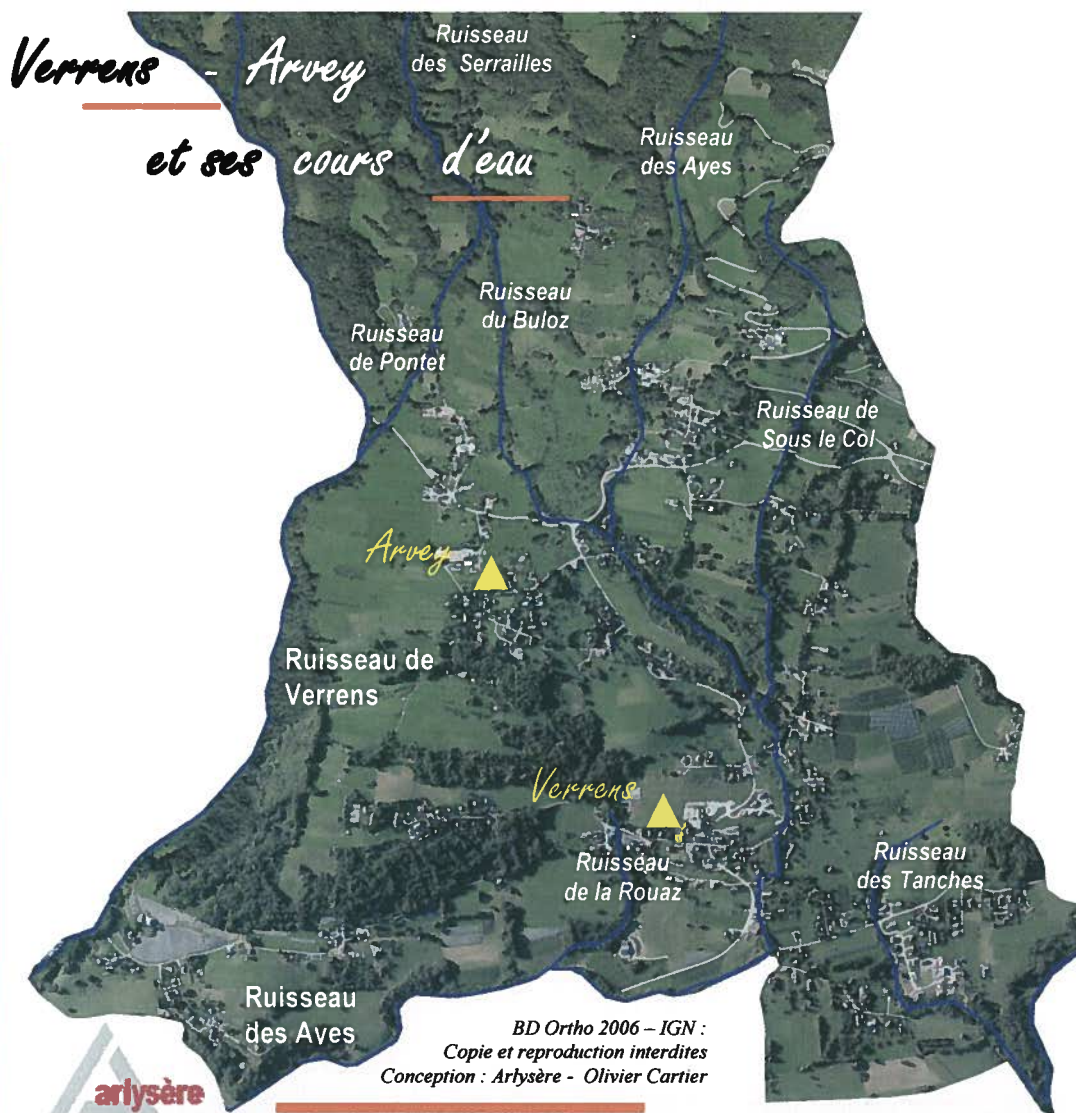 Verrens - Arvey
et ses cours d'eau
Ruisseau
des Serrailles
Ruisseau
des Ayes
Ruisseau
du Buloz
Ruisseau
de Pontet
Ruisseau de
Sous le Col
Arvey
Ruisseau de
Verrens
Verrens
Ruisseau
de la Rouaz
Ruisseau
des Tanches
Ruisseau
des Ayes
BD Ortho 2006 – IGN :
Copie et reproduction interdites
Conception : Arlysère - Olivier Cartier
arlysère